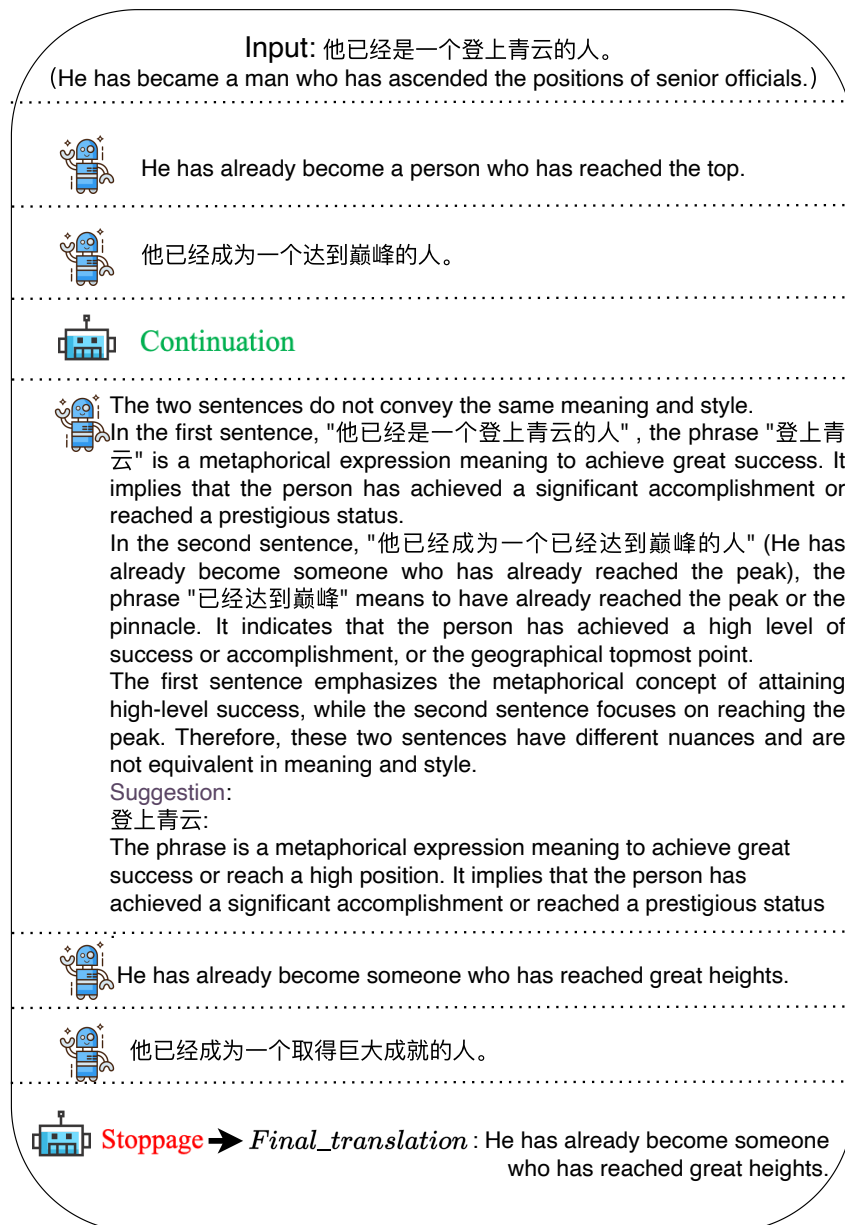 Input: 他已经是一个登上青云的人。
(He has became a man who has ascended the positions of senior officials.)
He has already become a person who has reached the top.
他已经成为一个达到巅峰的人。
Continuation
The two sentences do not convey the same meaning and style.
In the first sentence, "他已经是一个登上青云的人" , the phrase "登上青
云" is a metaphorical expression meaning to achieve great success. It
implies that the person has achieved a significant accomplishment or
reached a prestigious status.
In the second sentence, "他已经成为一个已经达到巅峰的人" (He has
already become someone who has already reached the peak), the
phrase "已经达到巅峰" means to have already reached the peak or the
pinnacle. It indicates that the person has achieved a high level of
success or accomplishment, or the geographical topmost point.
The first sentence emphasizes the metaphorical concept of attaining
high-level success, while the second sentence focuses on reaching the
peak. Therefore, these two sentences have different nuances and are
not equivalent in meaning and style.
Suggestion:
登上青云:
The phrase is a metaphorical expression meaning to achieve great
success or reach a high position. It implies that the person has
achieved a significant accomplishment or reached a prestigious status
.
He has already become someone who has reached great heights.
他已经成为一个取得巨大成就的人。
Stoppage → Final_translation : He has already become someone
who has reached great heights.